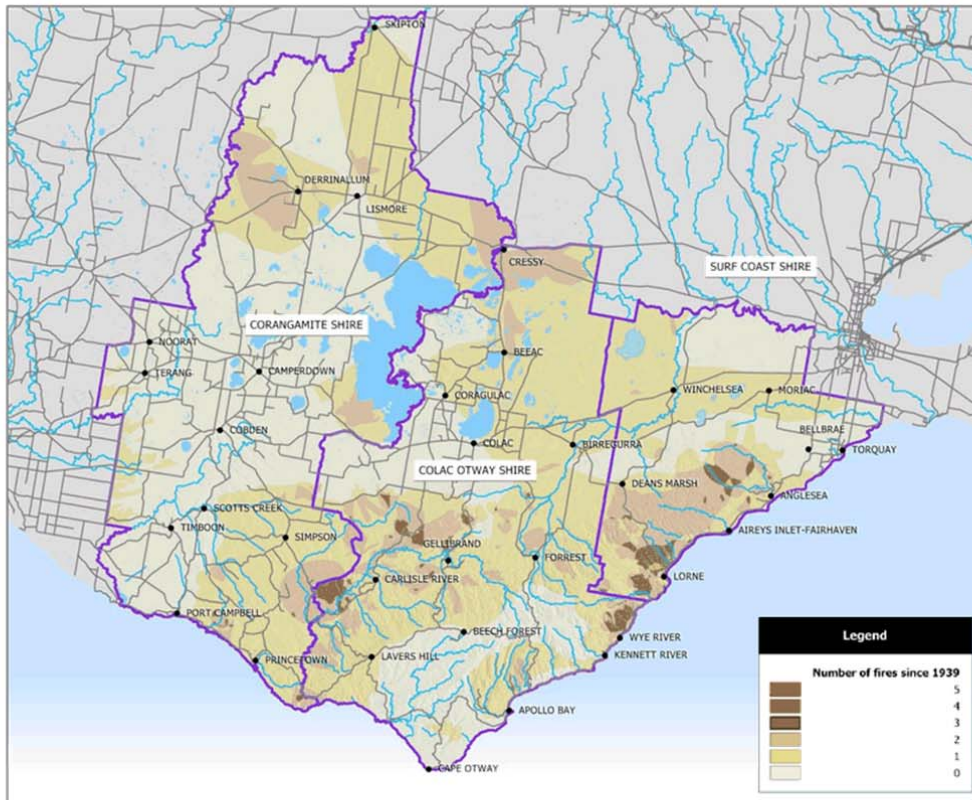 SKIPTON
DERRINALLUM
LISMORE
CRESSY
SURF COAST SHIRE
CORANGAMITE SHIRE
NOORAT
BEEAC
TERANG
CAMPERDOWN
WINCHELSEA
MORIAC
CORAGULAC
COBDEN
COLAC
BIRREGURRA
BELLBRAE
TORQUAY
COLAC OTWAY SHIRE
DEANS MARSH
ANGLESEA
SCOTTS CREEK
TIMBOON
AIREYS INLET-FAIRHAVEN
SIMPSON
GELLIBRAND
FORREST
CARLISLE RIVER
LORNE
PORT CAMPBELL
BEECH FOREST
WYE RIVER
PRINCETOWN
LAVERS HILL
KENNETT RIVER
APOLLO BAY
CAPE OTWAY
Legend
Number of fires since 1939
5
4
3
2
1
0